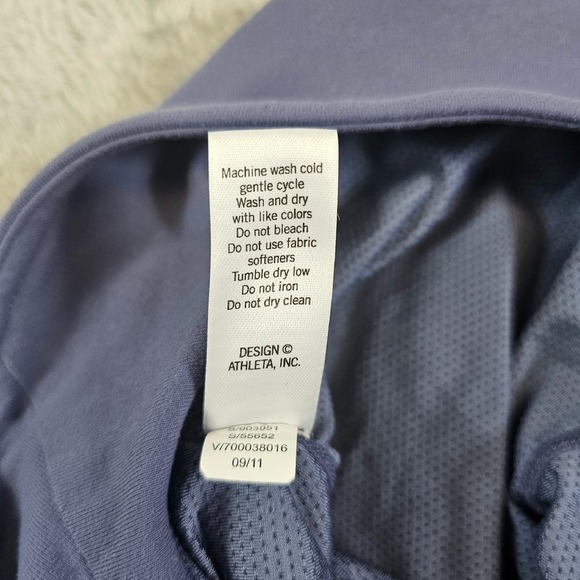 Machine wash cold
gentle cycle
Wash and dry
with like colors
Do not bleach
Do not use fabric
softeners
Tumble dry low
Do not iron
Do not dry clean
DESIGN ©
ATHLETA, INC.
S/903051
S/55652
V/700038016
09/11